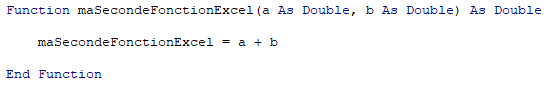 Function maSecondeFonctionExcel(a As Double, b As Double) As Double
maSecondeFonctionExcel = a + b
End Function